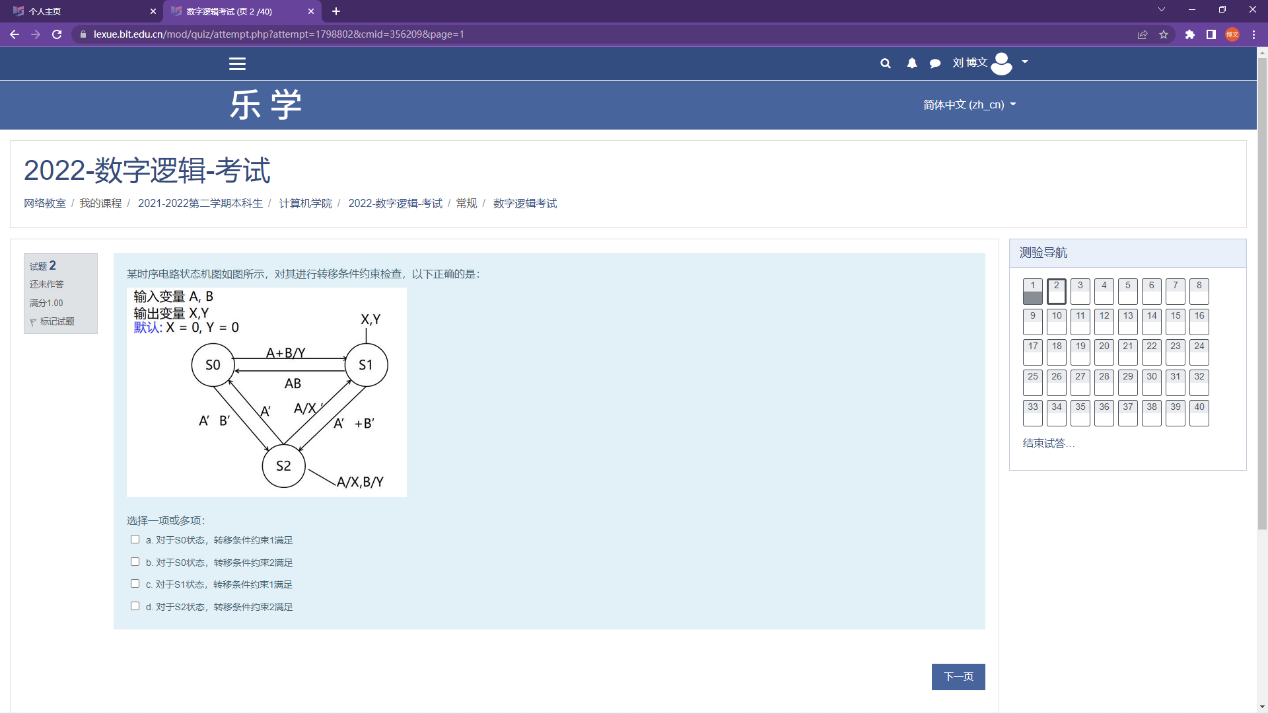 个人主页
数字逻辑考试 (页 2 /40)
lexue.bit.edu.cn/mod/quiz/attempt.php?attempt=1798802&cmid=356209&page=1
博文
刘 博文
乐 学
简体中文 (zh_cn)
2022-数字逻辑-考试
网络教室 / 我的课程 / 2021-2022第二学期本科生 / 计算机学院 / 2022-数字逻辑-考试 / 常规 / 数字逻辑考试
试题 2
还未作答
满分1.00
标记试题
某时序电路状态机图如图所示，对其进行转移条件约束检查，以下正确的是：
输入变量 A, B
输出变量 X,Y
默认: X = 0, Y = 0
X,Y
S0
A+B/Y
S1
AB
A′ B′
A′
A/X ′
A′ +B′
S2
A/X,B/Y
选择一项或多项：
a. 对于S0状态，转移条件约束1满足
b. 对于S0状态，转移条件约束2满足
c. 对于S1状态，转移条件约束1满足
d. 对于S2状态，转移条件约束2满足
下一页
测验导航
1 2 3 4 5 6 7 8
9 10 11 12 13 14 15 16
17 18 19 20 21 22 23 24
25 26 27 28 29 30 31 32
33 34 35 36 37 38 39 40
结束试答…